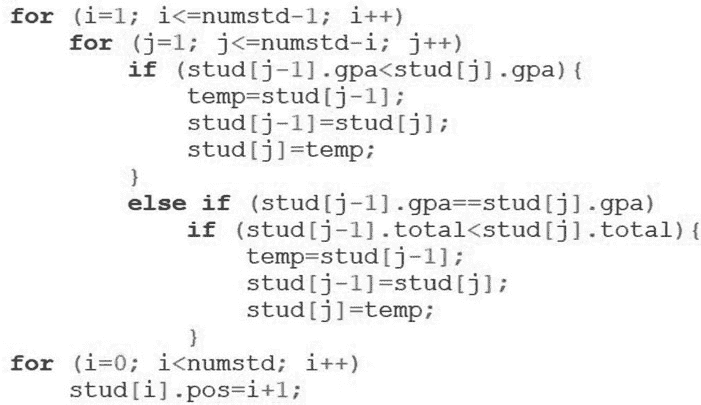 for (i=1; i<=numstd-1; i++)
for (j=1; j<=numstd-i; j++)
if (stud[j-1].gpa<stud[j].gpa){
temp=stud[j-1];
stud[j-1]=stud[j];
stud[j]=temp;
}
else if (stud[j-1].gpa==stud[j].gpa)
if (stud[j-1].total<stud[j].total){
temp=stud[j-1];
stud[j-1]=stud[j];
stud[j]=temp;
}
for (i=0; i<numstd; i++)
stud[i].pos=i+1;